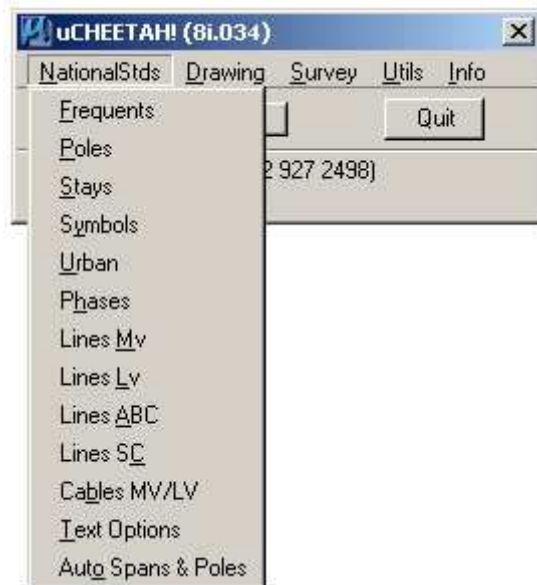 uCHEETAH! (8i.034)
NationalStds Drawing Survey Utils Info
Quit
2 927 2498)
Frequents
Poles
Stays
Symbols
Urban
Phases
Lines Mv
Lines Lv
Lines ABC
Lines SC
Cables MV/LV
Text Options
Auto Spans & Poles